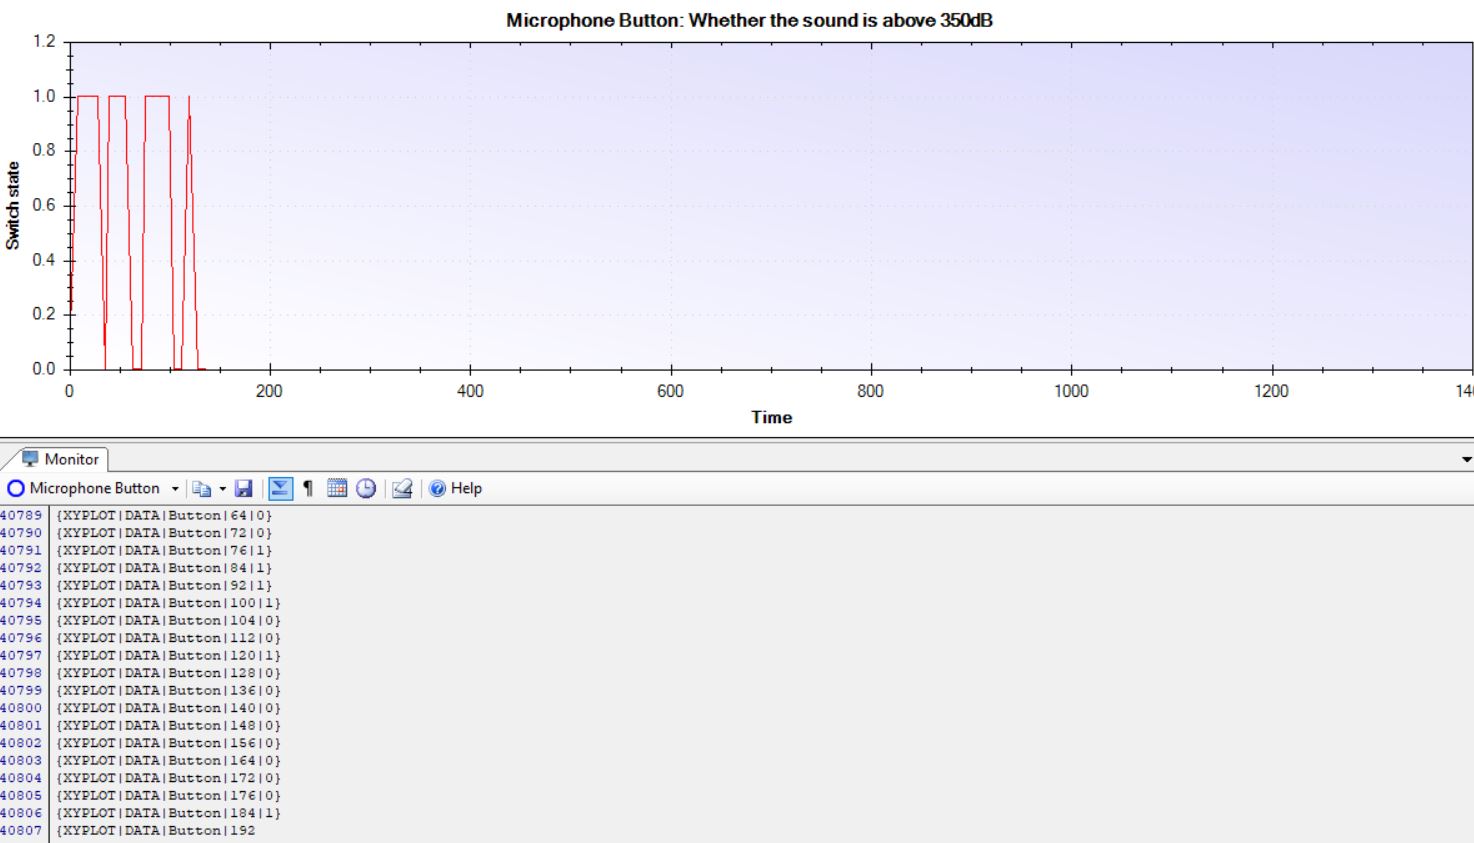 Microphone Button: Whether the sound is above 350dB
1.2
1.0
0.8
0.6
0.4
0.2
0.0
Switch state
0 200 400 600 800 1000 1200 140
Time
Monitor
Microphone Button Help
40789 {XYPLOT|DATA|Button|64|0}
40790 {XYPLOT|DATA|Button|72|0}
40791 {XYPLOT|DATA|Button|76|1}
40792 {XYPLOT|DATA|Button|84|1}
40793 {XYPLOT|DATA|Button|92|1}
40794 {XYPLOT|DATA|Button|100|1}
40795 {XYPLOT|DATA|Button|104|0}
40796 {XYPLOT|DATA|Button|112|0}
40797 {XYPLOT|DATA|Button|120|1}
40798 {XYPLOT|DATA|Button|128|0}
40799 {XYPLOT|DATA|Button|136|0}
40800 {XYPLOT|DATA|Button|140|0}
40801 {XYPLOT|DATA|Button|148|0}
40802 {XYPLOT|DATA|Button|156|0}
40803 {XYPLOT|DATA|Button|164|0}
40804 {XYPLOT|DATA|Button|172|0}
40805 {XYPLOT|DATA|Button|176|0}
40806 {XYPLOT|DATA|Button|184|1}
40807 {XYPLOT|DATA|Button|192